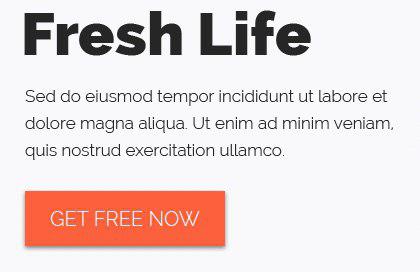 Fresh Life
Sed do eiusmod tempor incididunt ut labore et
dolore magna aliqua. Ut enim ad minim veniam,
quis nostrud exercitation ullamco.
GET FREE NOW